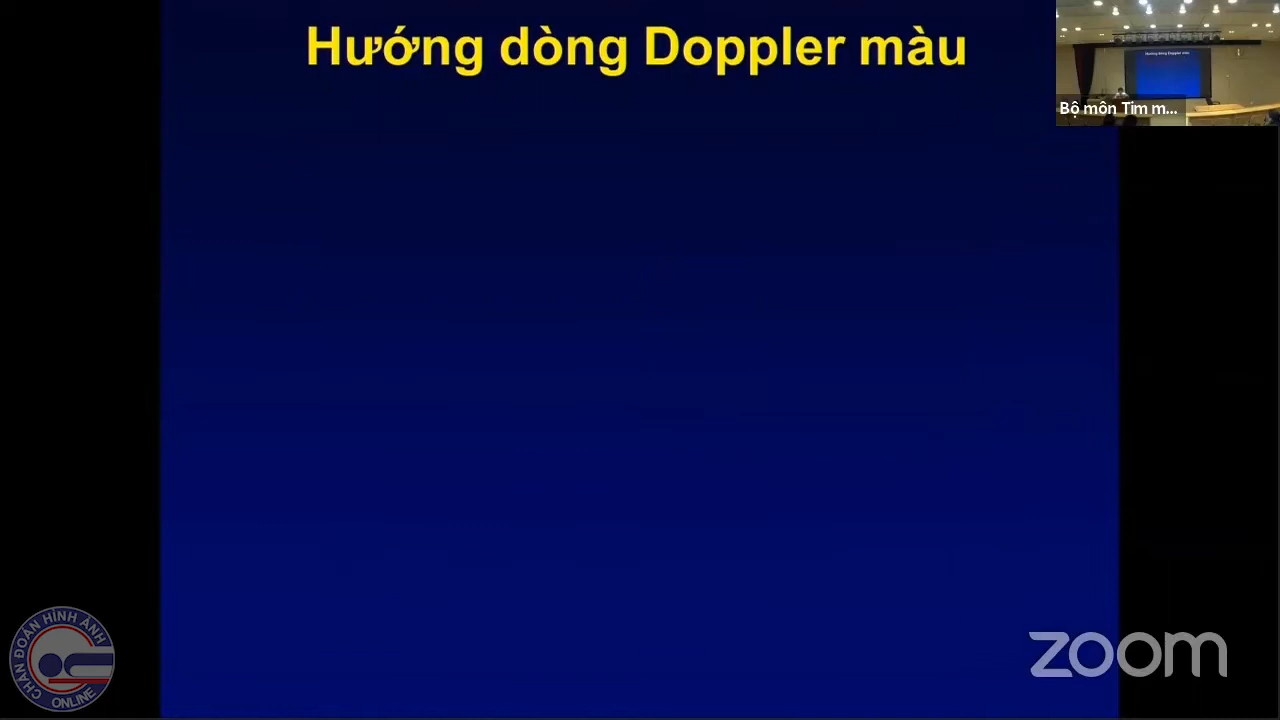 Hướng dòng Doppler màu
Bộ môn Tim m...
CHẨN ĐOÁN HÌNH ẢNH
ONLINE
zoom